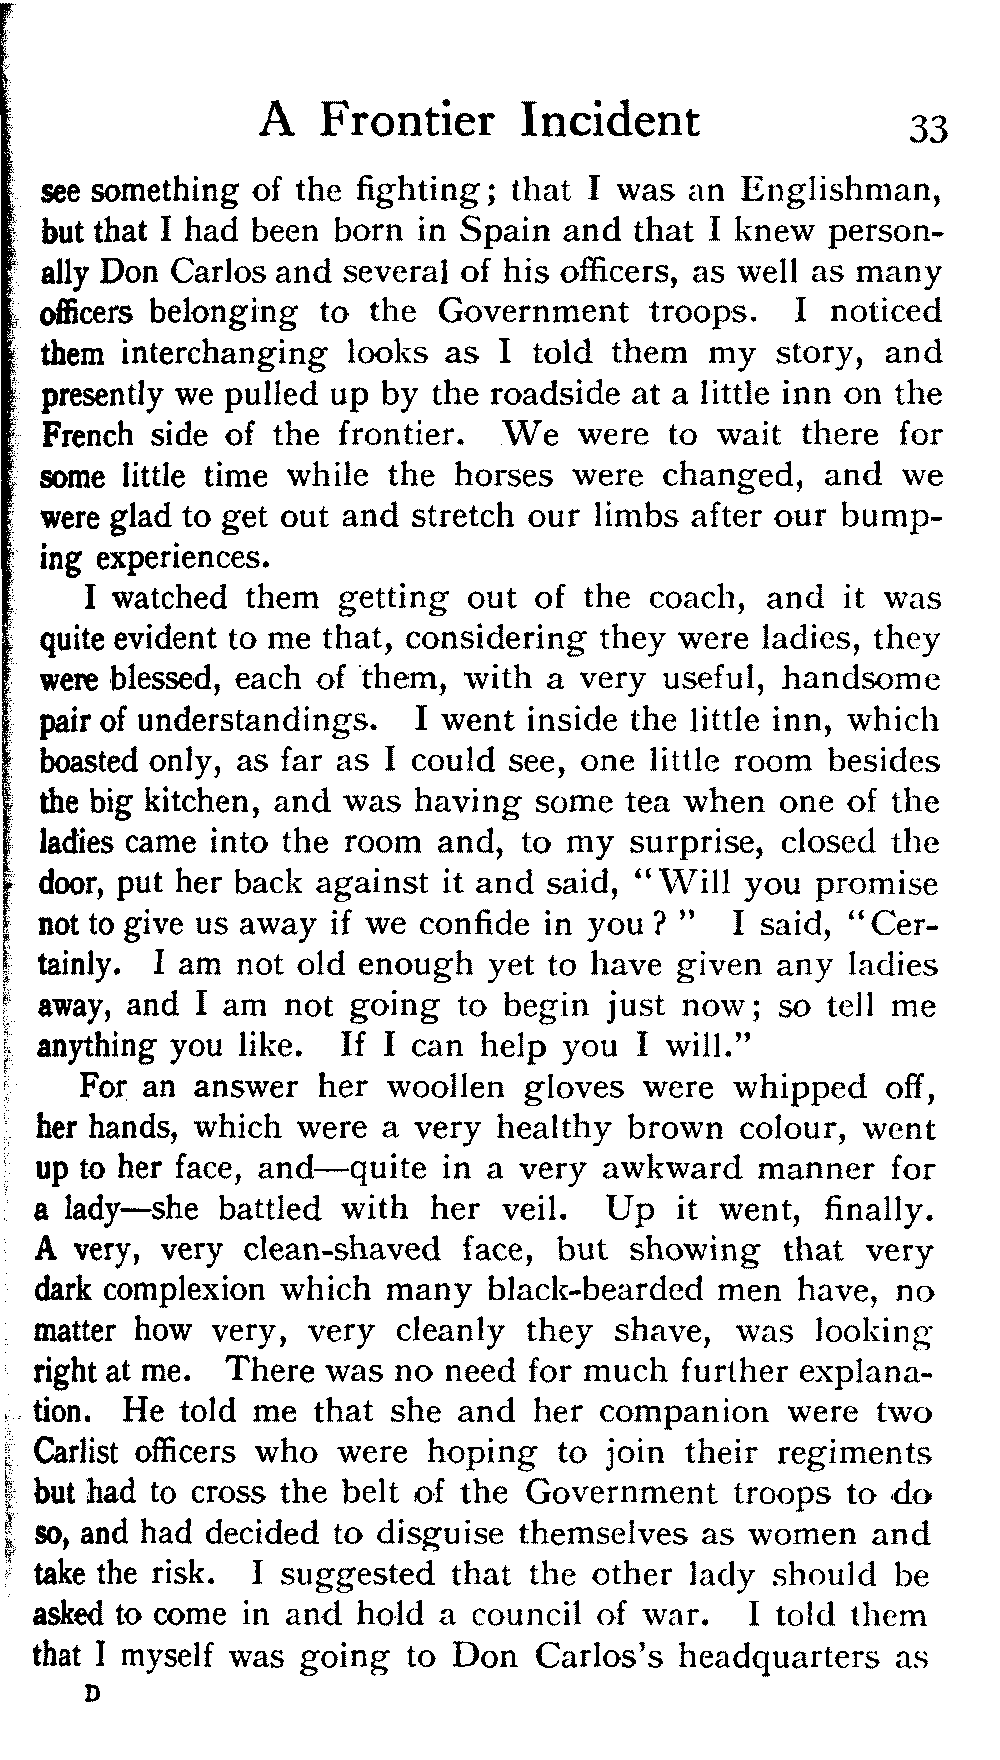 A Frontier Incident 33
see something of the fighting; that I was an Englishman,
but that I had been born in Spain and that I knew person-
ally Don Carlos and several of his officers, as well as many
officers belonging to the Government troops. I noticed
them interchanging looks as I told them my story, and
presently we pulled up by the roadside at a little inn on the
French side of the frontier. We were to wait there for
some little time while the horses were changed, and we
were glad to get out and stretch our limbs after our bump-
ing experiences.
I watched them getting out of the coach, and it was
quite evident to me that, considering they were ladies, they
were blessed, each of them, with a very useful, handsome
pair of understandings. I went inside the little inn, which
boasted only, as far as I could see, one little room besides
the big kitchen, and was having some tea when one of the
ladies came into the room and, to my surprise, closed the
door, put her back against it and said, “Will you promise
not to give us away if we confide in you?” I said, “Cer-
tainly. I am not old enough yet to have given any ladies
away, and I am not going to begin just now; so tell me
anything you like. If I can help you I will.”
For an answer her woollen gloves were whipped off,
her hands, which were a very healthy brown colour, went
up to her face, and—quite in a very awkward manner for
a lady—she battled with her veil. Up it went, finally.
A very, very clean-shaved face, but showing that very
dark complexion which many black-bearded men have, no
matter how very, very cleanly they shave, was looking
right at me. There was no need for much further explana-
tion. He told me that she and her companion were two
Carlist officers who were hoping to join their regiments
but had to cross the belt of the Government troops to do
so, and had decided to disguise themselves as women and
take the risk. I suggested that the other lady should be
asked to come in and hold a council of war. I told them
that I myself was going to Don Carlos's headquarters as
D